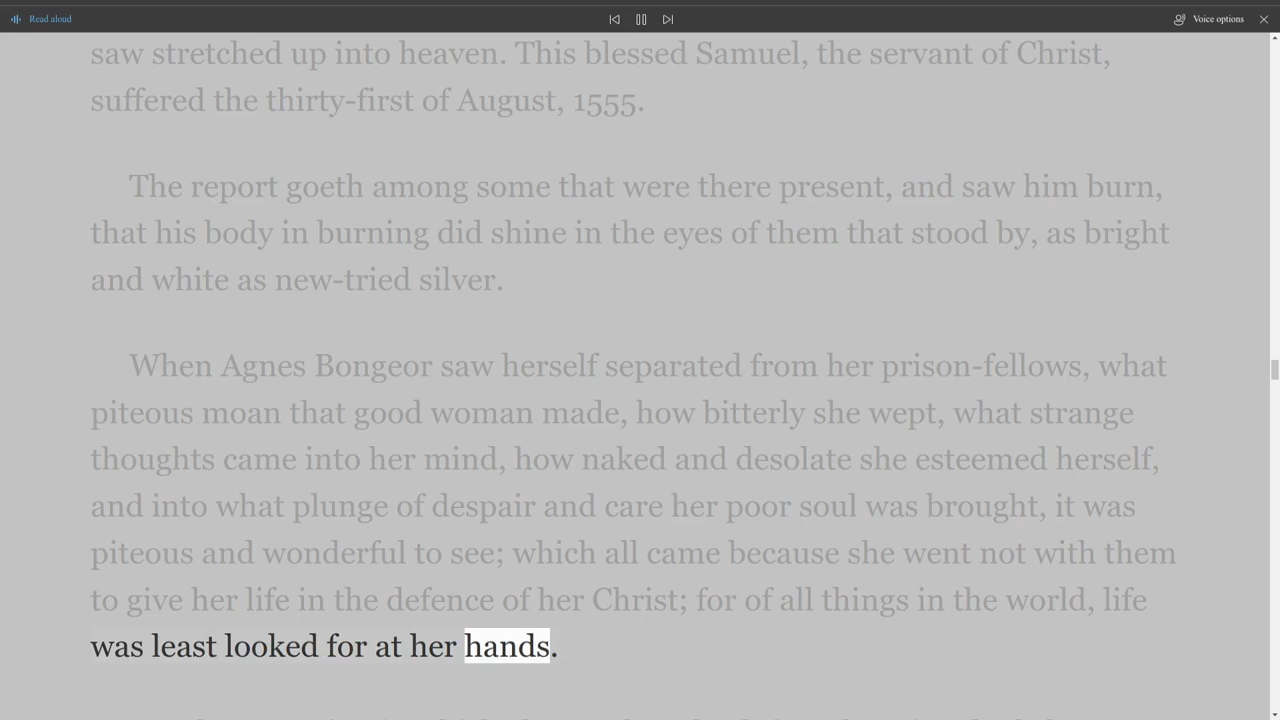 Read aloud
Voice options
saw stretched up into heaven. This blessed Samuel, the servant of Christ,
suffered the thirty-first of August, 1555.
The report goeth among some that were there present, and saw him burn,
that his body in burning did shine in the eyes of them that stood by, as bright
and white as new-tried silver.
When Agnes Bongeor saw herself separated from her prison-fellows, what
piteous moan that good woman made, how bitterly she wept, what strange
thoughts came into her mind, how naked and desolate she esteemed herself,
and into what plunge of despair and care her poor soul was brought, it was
piteous and wonderful to see; which all came because she went not with them
to give her life in the defence of her Christ; for of all things in the world, life
was least looked for at her hands.